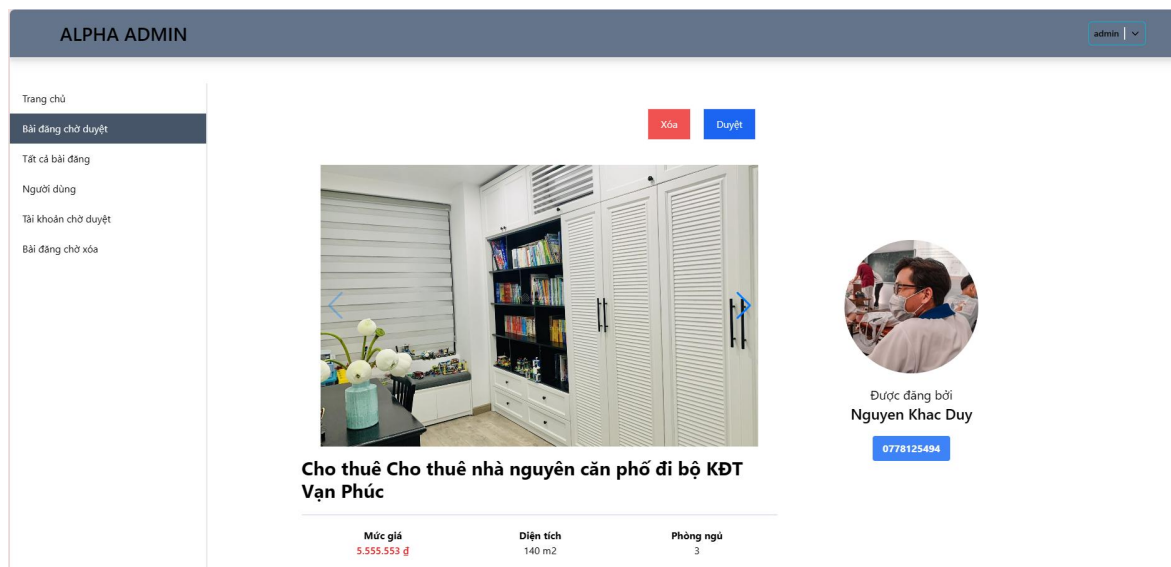 ALPHA ADMIN
admin
Trang chủ
Bài đăng chờ duyệt
Tất cả bài đăng
Người dùng
Tài khoản chờ duyệt
Bài đăng chờ xóa
Xóa
Duyệt
Được đăng bởi
Nguyen Khac Duy
0778125494
Cho thuê Cho thuê nhà nguyên căn phố đi bộ KĐT
Vạn Phúc
Mức giá
Diện tích
Phòng ngủ
5.555.553 ₫
140 m2
3